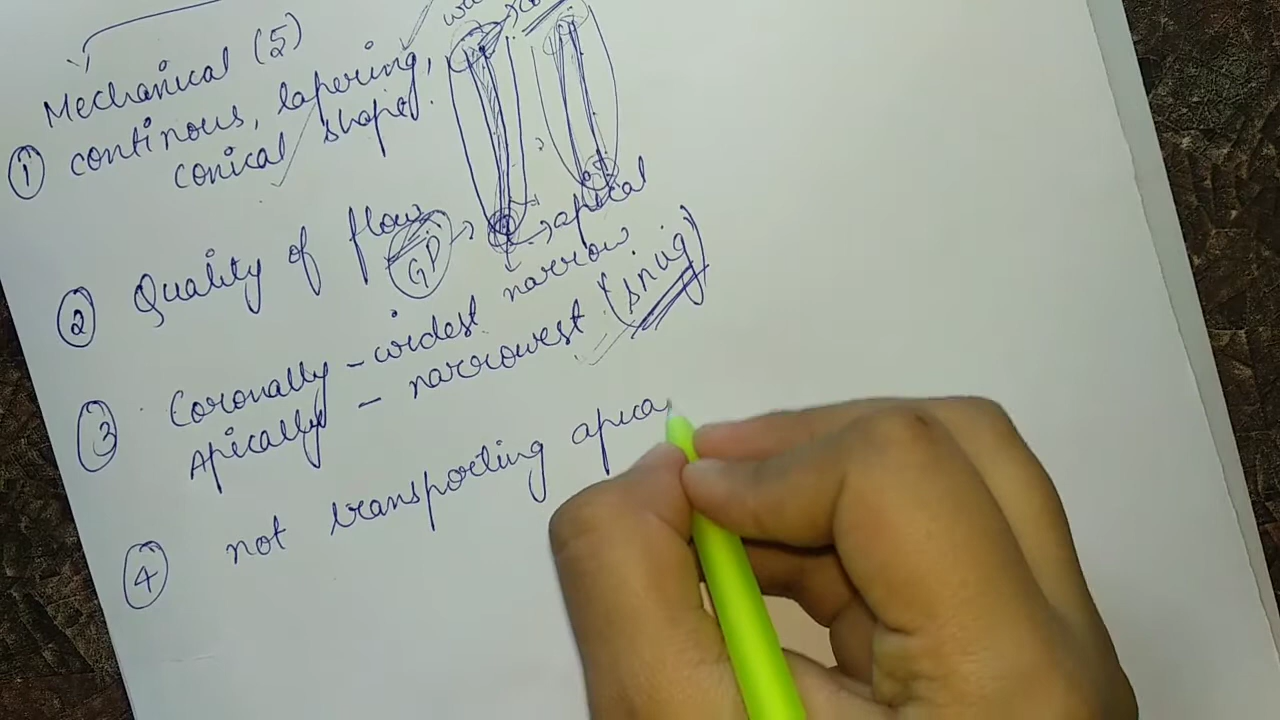 Mechanical (5)
① continous, tapering,
conical shape.
② Quality of flow
GP
apical
③ Coronally - widest narrow
Apically - narrowest (snug)
④ not transporting apica